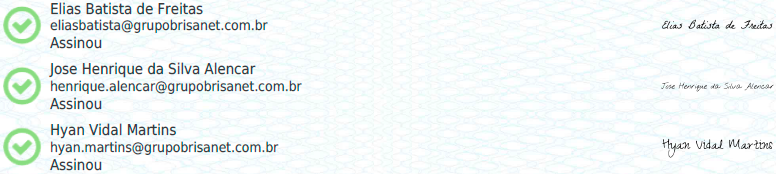 Elias Batista de Freitas
eliasbatista@grupobrisanet.com.br
Elias Batista de Freitas
Assinou
Jose Henrique da Silva Alencar
henrique.alencar@grupobrisanet.com.br
Jose Henrique da Silva Alencar
Assinou
Hyan Vidal Martins
hyan.martins@grupobrisanet.com.br
Hyan Vidal Martins
Assinou